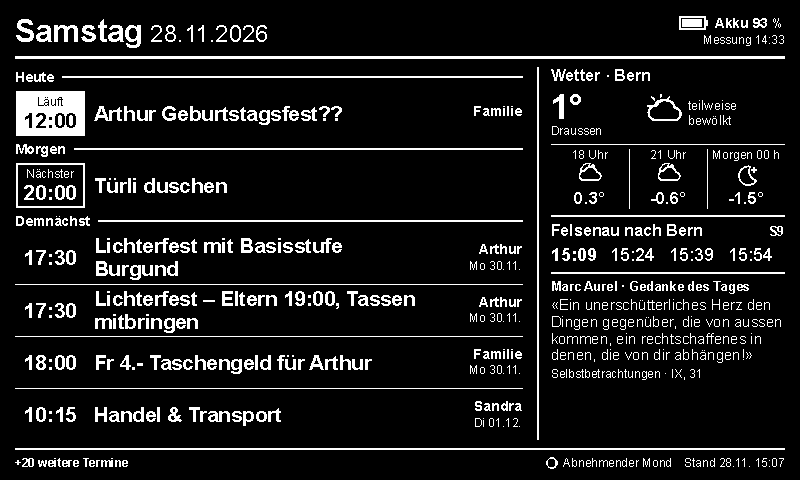 Samstag 28.11.2026
Akku 93 %
Messung 14:33
Heute
Läuft
12:00
Arthur Geburtstagsfest??
Familie
Morgen
Nächster
20:00
Türli duschen
Demnächst
17:30
Lichterfest mit Basisstufe
Burgund
Arthur
Mo 30.11.
17:30
Lichterfest – Eltern 19:00, Tassen
mitbringen
Arthur
Mo 30.11.
18:00
Fr 4.- Taschengeld für Arthur
Familie
Mo 30.11.
10:15
Handel & Transport
Sandra
Di 01.12.
Wetter · Bern
1°
Draussen
teilweise
bewölkt
18 Uhr
0.3°
21 Uhr
-0.6°
Morgen 00 h
-1.5°
Felsenau nach Bern S9
15:09 15:24 15:39 15:54
Marc Aurel · Gedanke des Tages
«Ein unerschütterliches Herz den
Dingen gegenüber, die von aussen
kommen, ein rechtschaffenes in
denen, die von dir abhängen!»
Selbstbetrachtungen · IX, 31
+20 weitere Termine
Abnehmender Mond Stand 28.11. 15:07